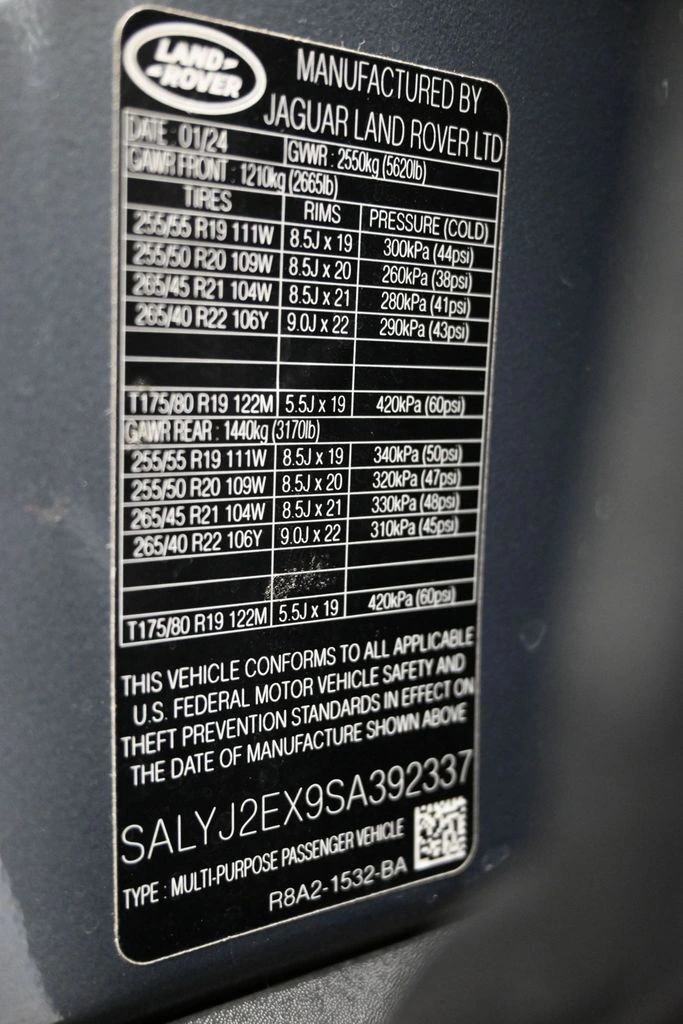 LAND-
-ROVER
MANUFACTURED BY
JAGUAR LAND ROVER LTD
DATE : 01/24 GVWR : 2550kg (5620lb)
GAWR FRONT : 1210kg (2665lb)
TIRES RIMS PRESSURE (COLD)
255/55 R19 111W 8.5J x 19 300kPa (44psi)
255/50 R20 109W 8.5J x 20 260kPa (38psi)
265/45 R21 104W 8.5J x 21 280kPa (41psi)
265/40 R22 106Y 9.0J x 22 290kPa (43psi)
T175/80 R19 122M 5.5J x 19 420kPa (60psi)
GAWR REAR : 1440kg (3170lb)
255/55 R19 111W 8.5J x 19 340kPa (50psi)
255/50 R20 109W 8.5J x 20 320kPa (47psi)
265/45 R21 104W 8.5J x 21 330kPa (48psi)
265/40 R22 106Y 9.0J x 22 310kPa (45psi)
T175/80 R19 122M 5.5J x 19 420kPa (60psi)
THIS VEHICLE CONFORMS TO ALL APPLICABLE
U.S. FEDERAL MOTOR VEHICLE SAFETY AND
THEFT PREVENTION STANDARDS IN EFFECT ON
THE DATE OF MANUFACTURE SHOWN ABOVE
SALYJ2EX9SA392337
TYPE : MULTI-PURPOSE PASSENGER VEHICLE
R8A2-1532-BA